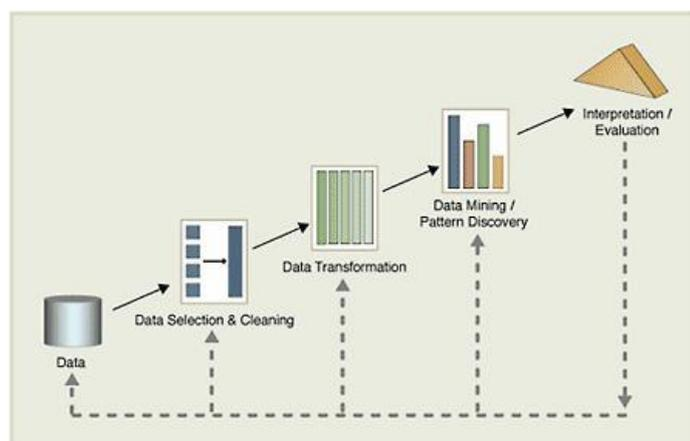 Data
Data Selection & Cleaning
Data Transformation
Data Mining /
Pattern Discovery
Interpretation /
Evaluation